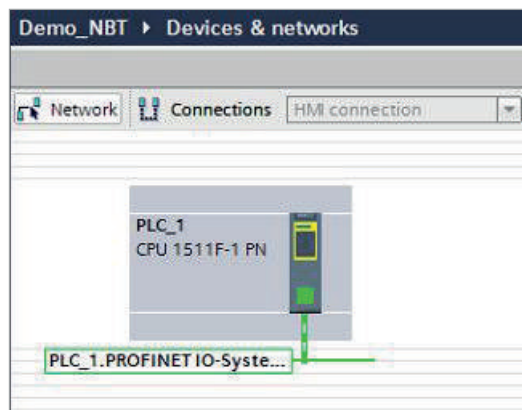 Demo_NBT ▸ Devices & networks
Network Connections HMI connection
PLC_1
CPU 1511F-1 PN
PLC_1.PROFINET IO-Syste...